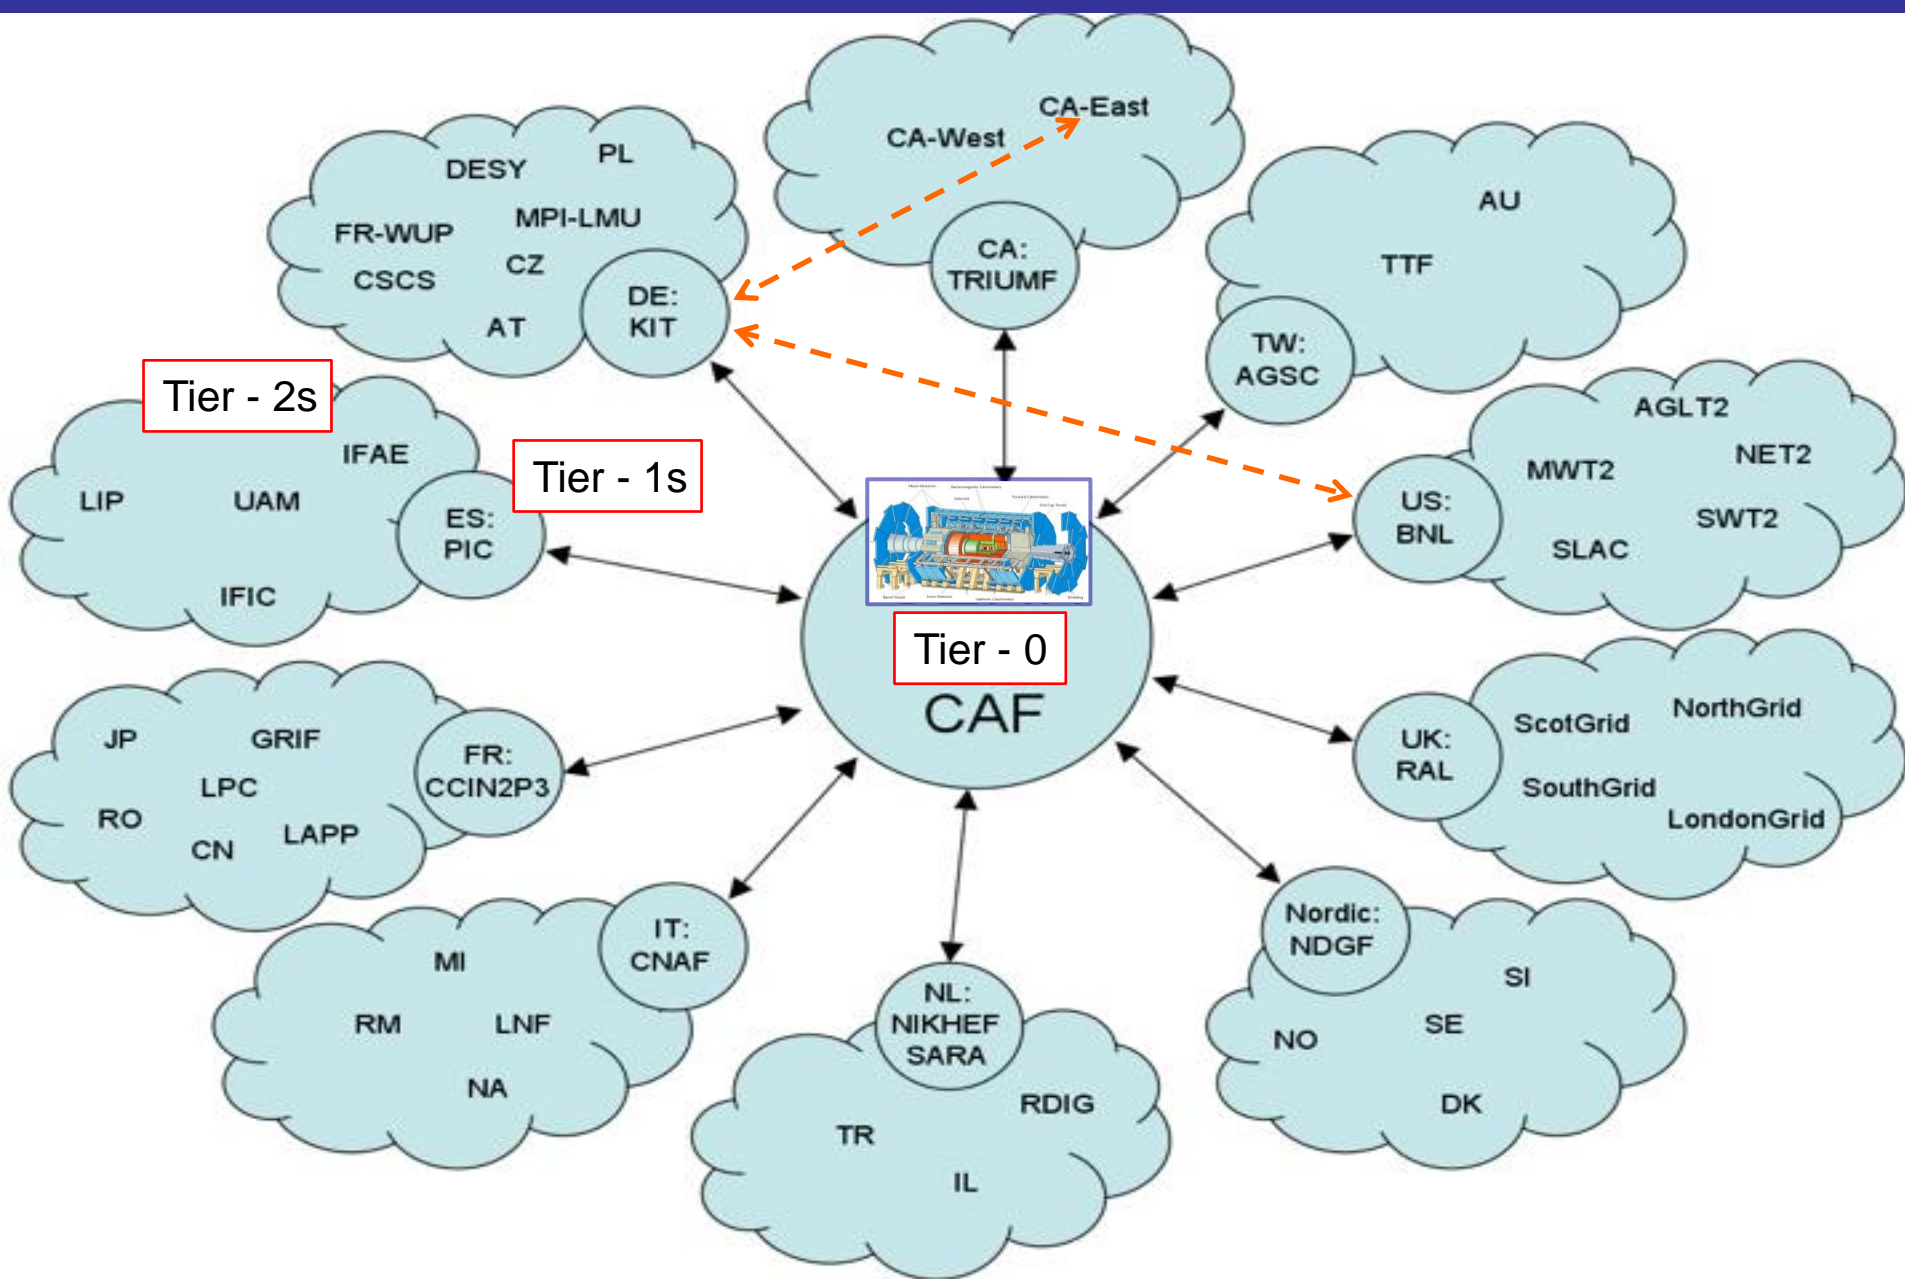 CA-East
CA-West
CA:
TRIUMF
DESY
PL
MPI-LMU
FR-WUP
CZ
CSCS
AT
DE:
KIT
AU
TTF
TW:
AGSC
Tier - 2s
IFAE
LIP
UAM
IFIC
ES:
PIC
Tier - 1s
AGLT2
NET2
MWT2
SWT2
SLAC
US:
BNL
Tier - 0
CAF
JP
GRIF
LPC
RO
CN
LAPP
FR:
CCIN2P3
UK:
RAL
ScotGrid
NorthGrid
SouthGrid
LondonGrid
IT:
CNAF
MI
RM
LNF
NA
NL:
NIKHEF
SARA
RDIG
TR
IL
Nordic:
NDGF
SI
NO
SE
DK